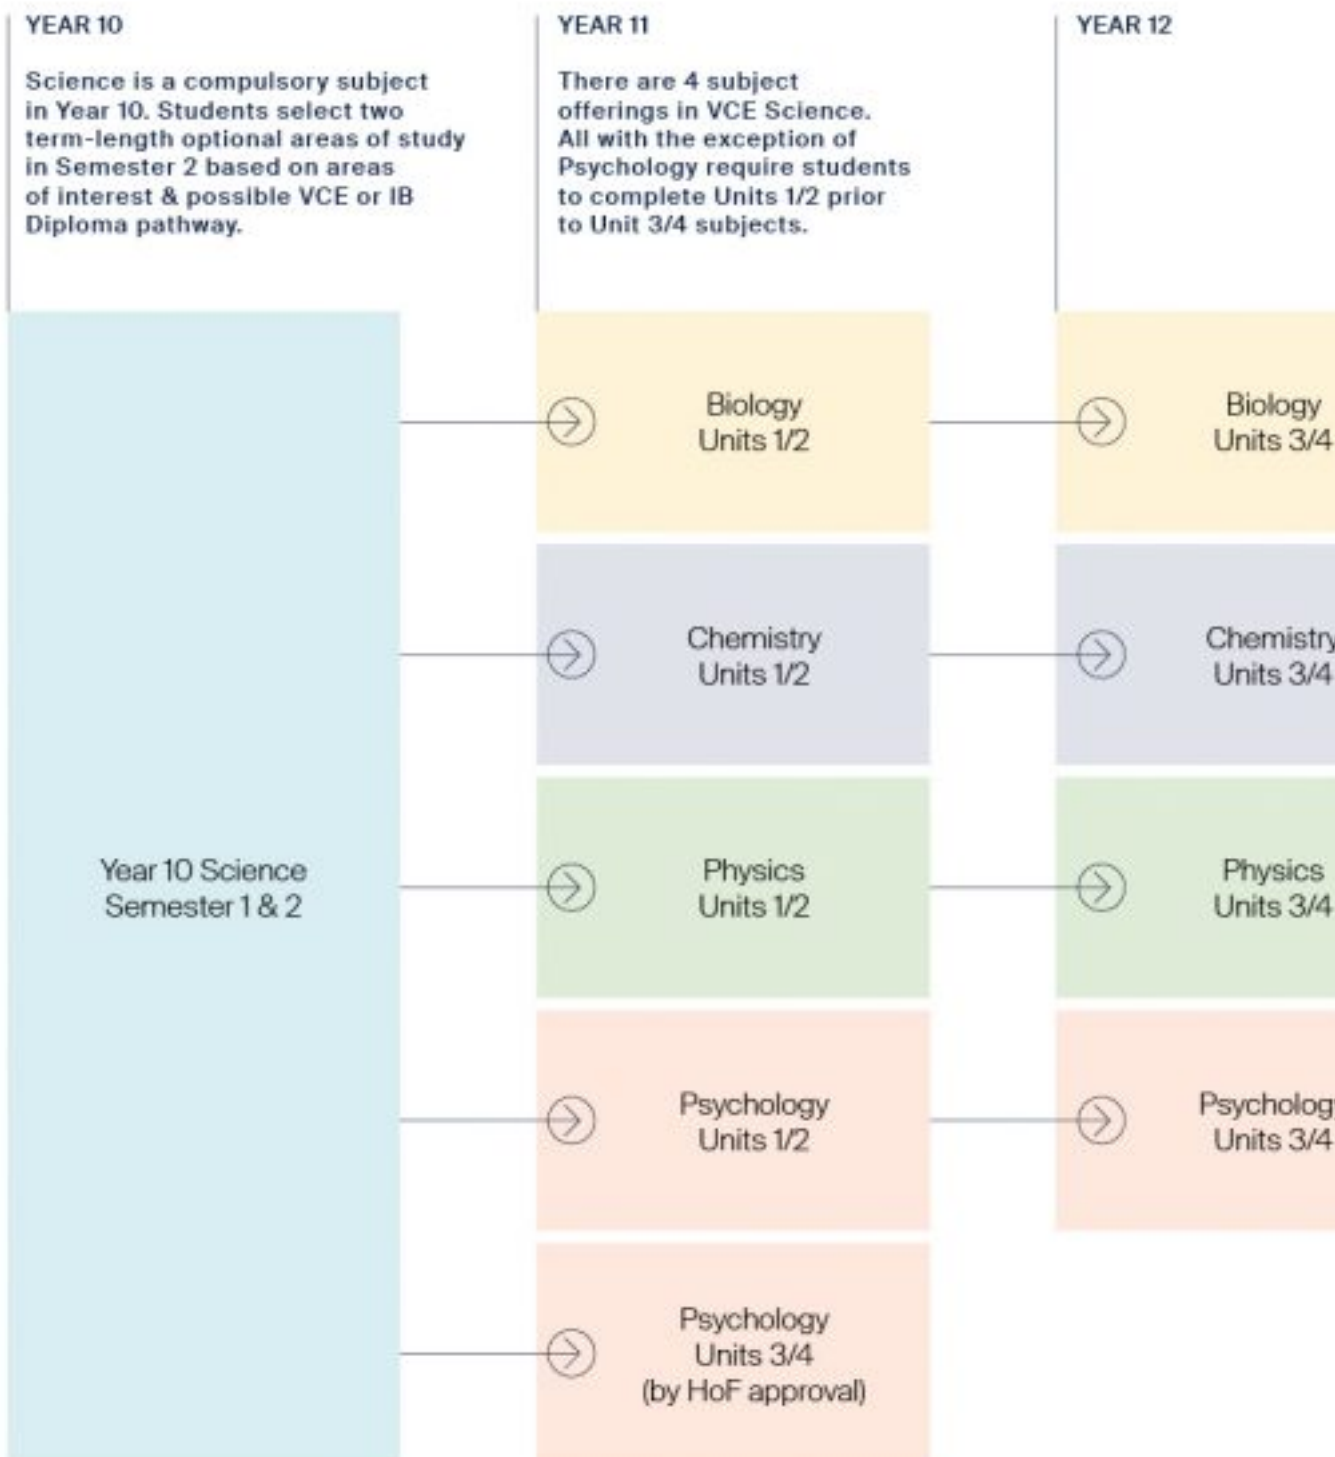 YEAR 10
Science is a compulsory subject
in Year 10. Students select two
term-length optional areas of study
in Semester 2 based on areas
of interest & possible VCE or IB
Diploma pathway.
YEAR 11
There are 4 subject
offerings in VCE Science.
All with the exception of
Psychology require students
to complete Units 1/2 prior
to Unit 3/4 subjects.
YEAR 12
Year 10 Science
Semester 1 & 2
Biology
Units 1/2
Biology
Units 3/4
Chemistry
Units 1/2
Chemistry
Units 3/4
Physics
Units 1/2
Physics
Units 3/4
Psychology
Units 1/2
Psychology
Units 3/4
Psychology
Units 3/4
(by HoF approval)